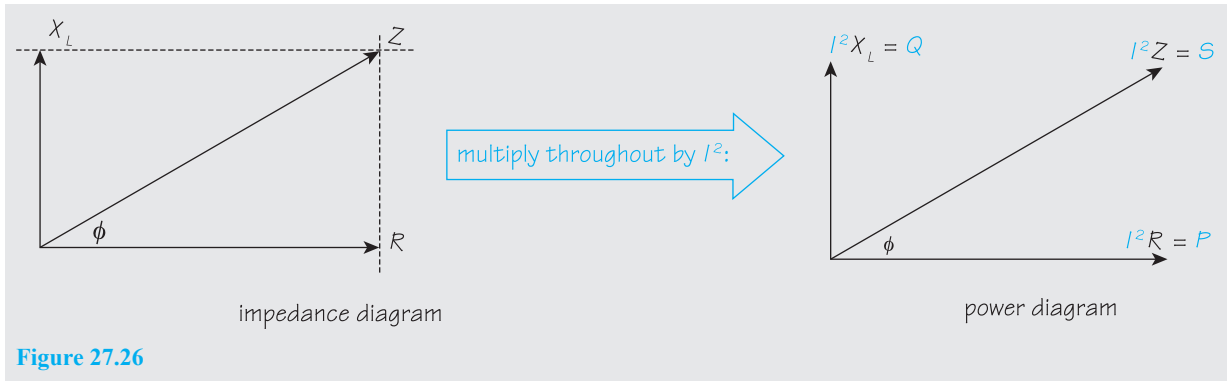 X_L
Z
ϕ
R
impedance diagram
multiply throughout by I²:
I²X_L = Q
I²Z = S
ϕ
I²R = P
power diagram
Figure 27.26